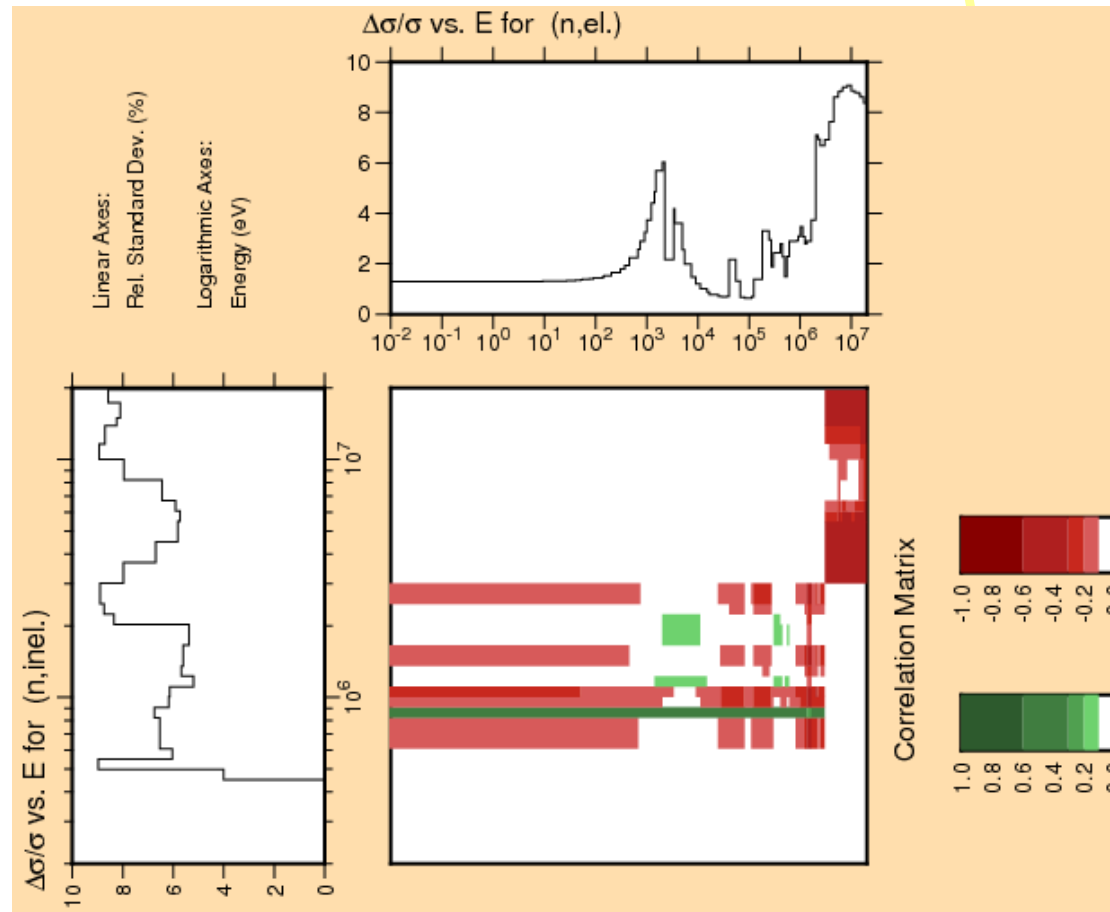 Δσ/σ vs. E for (n,el.)
10
8
6
4
2
0
10⁻² 10⁻¹ 10⁰ 10¹ 10² 10³ 10⁴ 10⁵ 10⁶ 10⁷
Linear Axes:
Rel. Standard Dev. (%)
Logarithmic Axes:
Energy (eV)
Δσ/σ vs. E for (n,inel.)
10 8 6 4 2 0
10⁷
10⁶
Correlation Matrix
-1.0
-0.8
-0.6
-0.4
-0.2
1.0
0.8
0.6
0.4
0.2